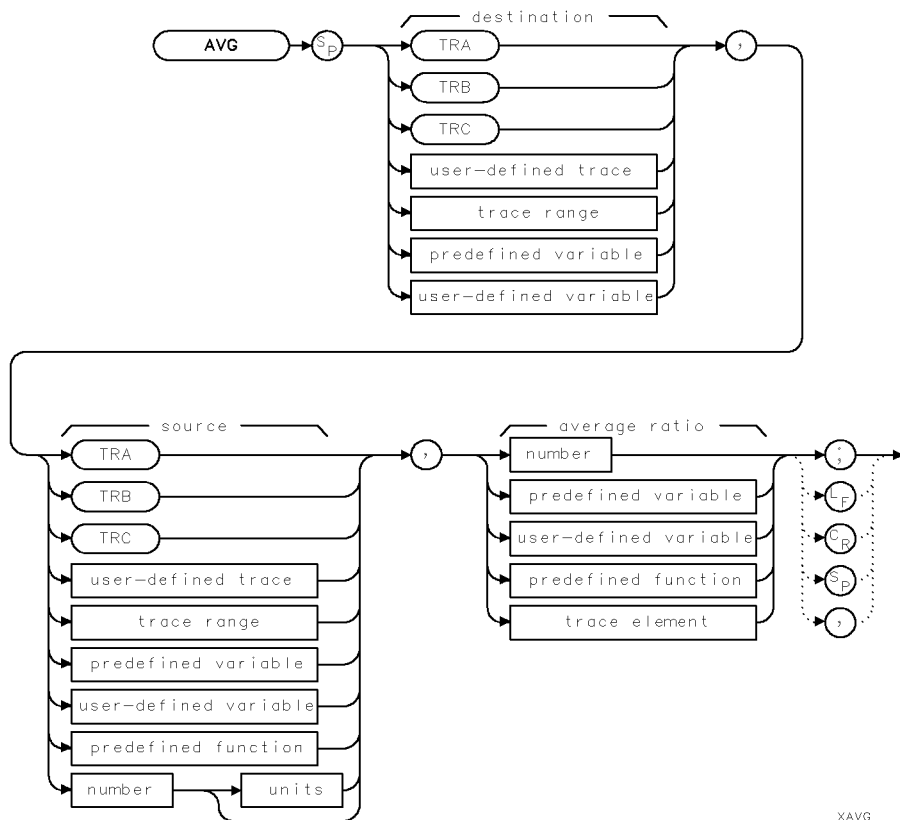 destination
AVG
SP
TRA
,
TRB
TRC
user-defined trace
trace range
predefined variable
user-defined variable
source
average ratio
TRA
,
number
;
TRB
predefined variable
LF
TRC
user-defined variable
CR
user-defined trace
predefined function
SP
trace range
trace element
,
predefined variable
user-defined variable
predefined function
number
units
XAVG